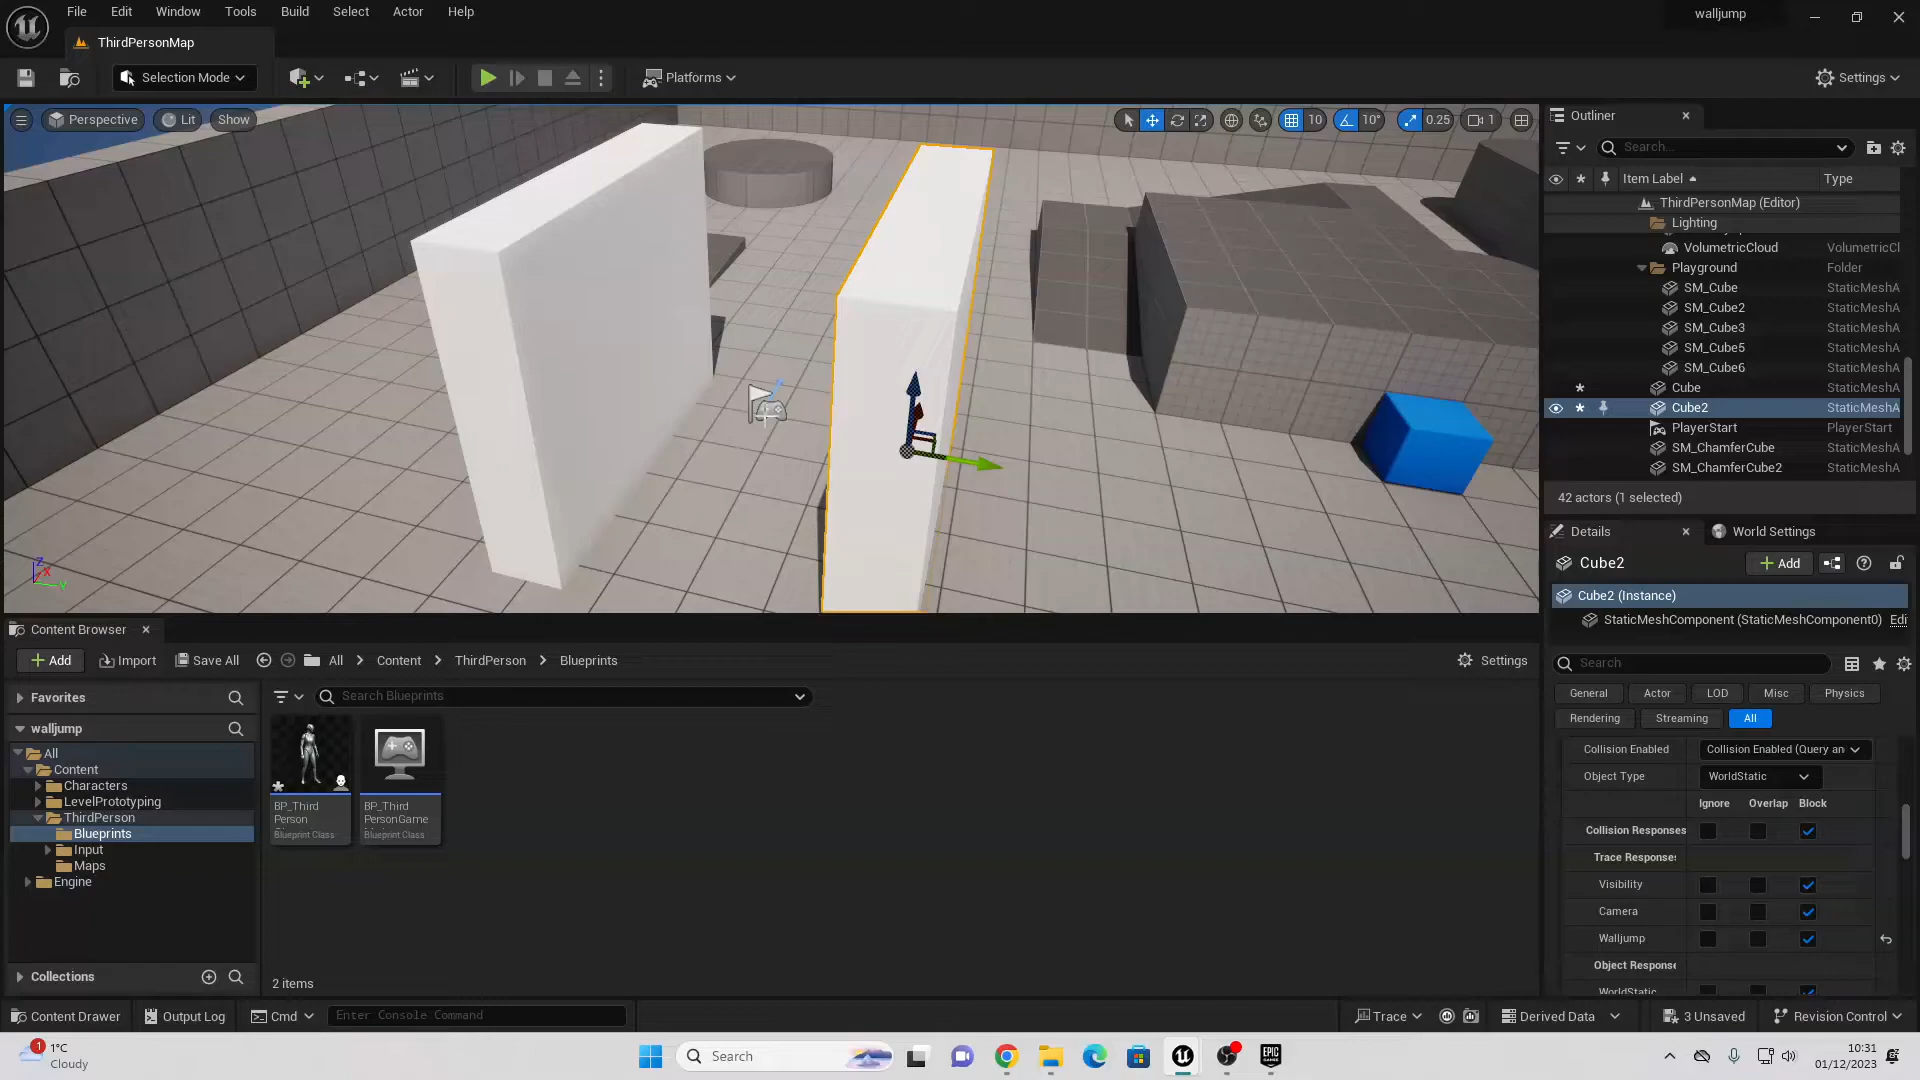 File Edit Window Tools Build Select Actor Help
walljump
ThirdPersonMap
Selection Mode
Platforms
Settings
Perspective
Lit
Show
10
10°
0.25
1
Outliner
Search...
Item Label
Type
ThirdPersonMap (Editor)
Lighting
VolumetricCloud VolumetricCl
Playground Folder
SM_Cube StaticMeshA
SM_Cube2 StaticMeshA
SM_Cube3 StaticMeshA
SM_Cube5 StaticMeshA
SM_Cube6 StaticMeshA
Cube StaticMeshA
Cube2 StaticMeshA
PlayerStart PlayerStart
SM_ChamferCube StaticMeshA
SM_ChamferCube2 StaticMeshA
42 actors (1 selected)
Details
World Settings
Cube2
Add
Cube2 (Instance)
StaticMeshComponent (StaticMeshComponent0) Edi
Search
General Actor LOD Misc Physics
Rendering Streaming All
Collision Enabled Collision Enabled (Query an
Object Type WorldStatic
Ignore Overlap Block
Collision Responses
Trace Response
Visibility
Camera
Walljump
Object Respons
WorldStatic
Content Browser
Add Import Save All All Content ThirdPerson Blueprints
Settings
Favorites
Search Blueprints
walljump
All
Content
Characters
LevelPrototyping
ThirdPerson
Blueprints
Input
Maps
Engine
BP_Third
Person
Blueprint Class
BP_Third
PersonGame
Blueprint Class
Collections
2 items
Content Drawer
Output Log
Cmd
Enter Console Command
Trace
Derived Data
3 Unsaved
Revision Control
1
1°C
Cloudy
Search
EPIC
GAMES
10:31
01/12/2023